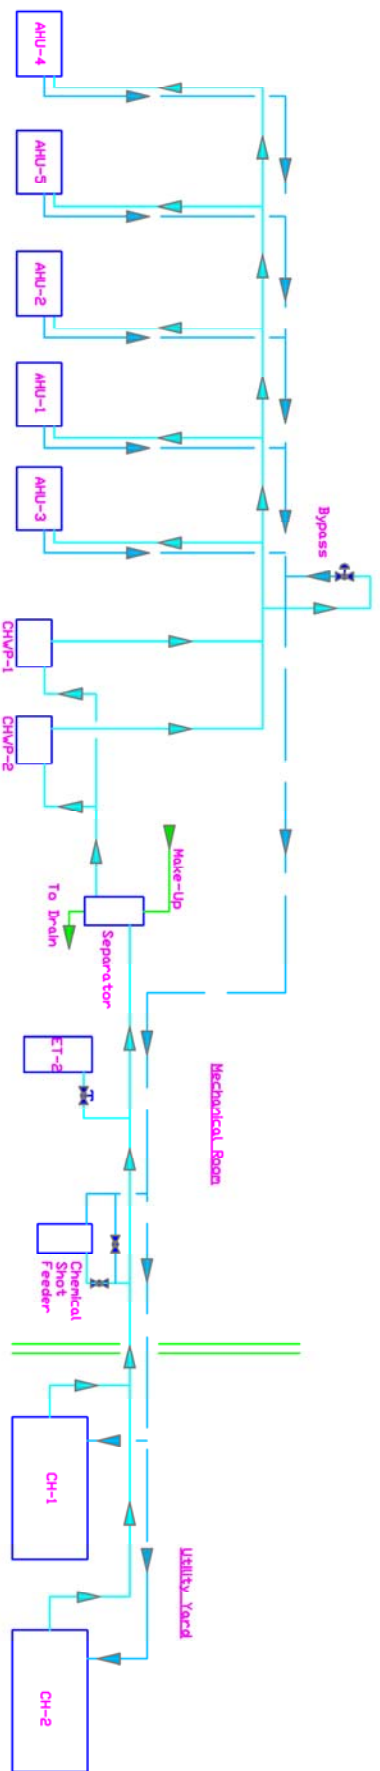 AHU-4
AHU-5
AHU-2
AHU-1
AHU-3
Bypass
CHWP-1
CHWP-2
Make-Up
To Drain
Separator
ET-2
Mechanical Room
Chemical
Shot
Feeder
CH-1
Utility Yard
CH-2